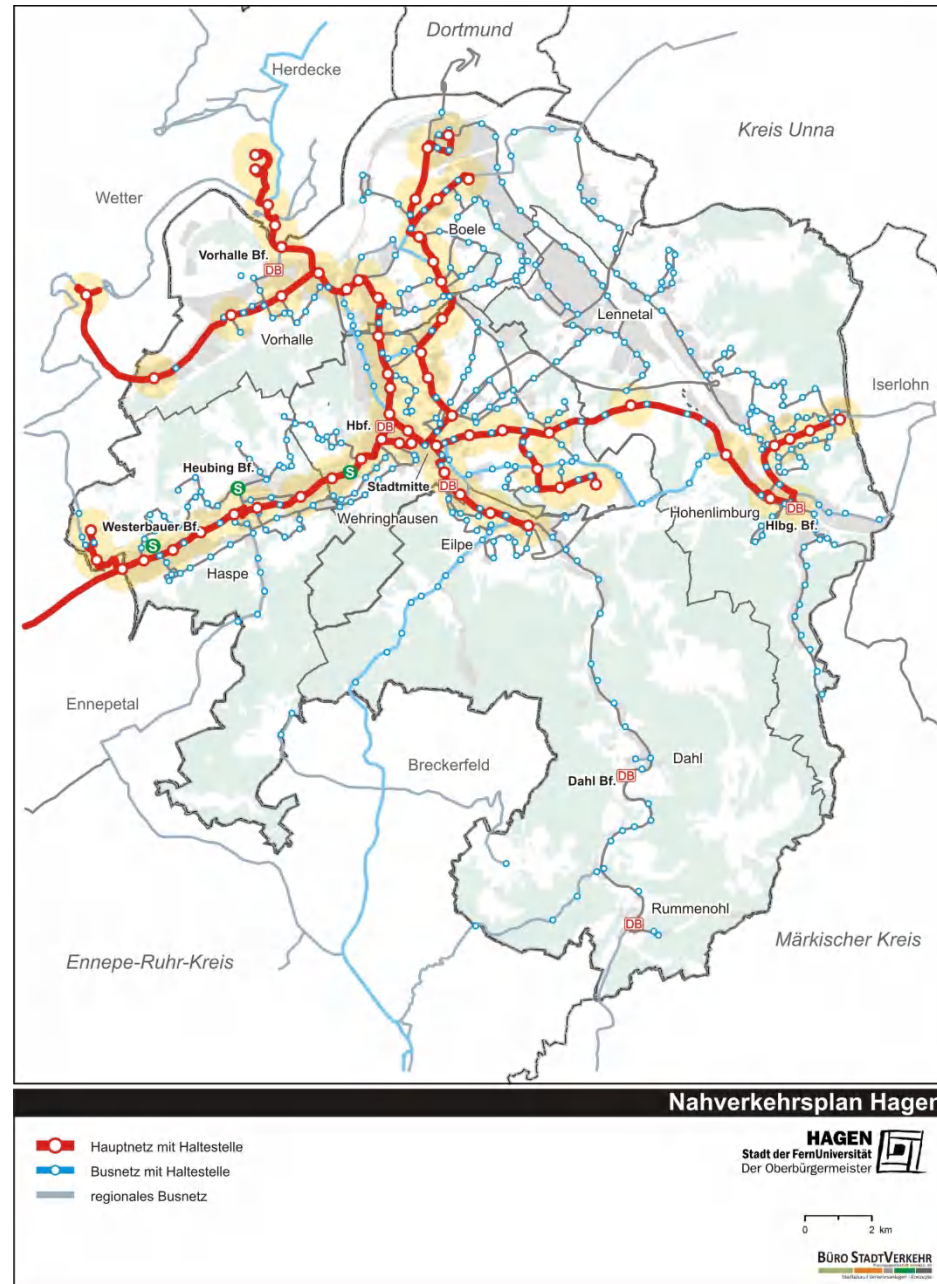 Dortmund
Herdecke
Kreis Unna
Wetter
Boele
Vorhalle Bf.
DB
Lennetal
Vorhalle
Iserlohn
Hbf.
DB
Heubing Bf.
S
S
Stadtmitte
DB
Wehringhausen
Hohenlimburg
DB
Hlbg. Bf.
Westerbauer Bf.
S
Eilpe
Haspe
Ennepetal
Breckerfeld
Dahl
Dahl Bf.
DB
Rummenohl
DB
Märkischer Kreis
Ennepe-Ruhr-Kreis
Nahverkehrsplan Hagen
Hauptnetz mit Haltestelle
Busnetz mit Haltestelle
regionales Busnetz
HAGEN
Stadt der FernUniversität
Der Oberbürgermeister
0 2 km
BÜRO STADTVERKEHR